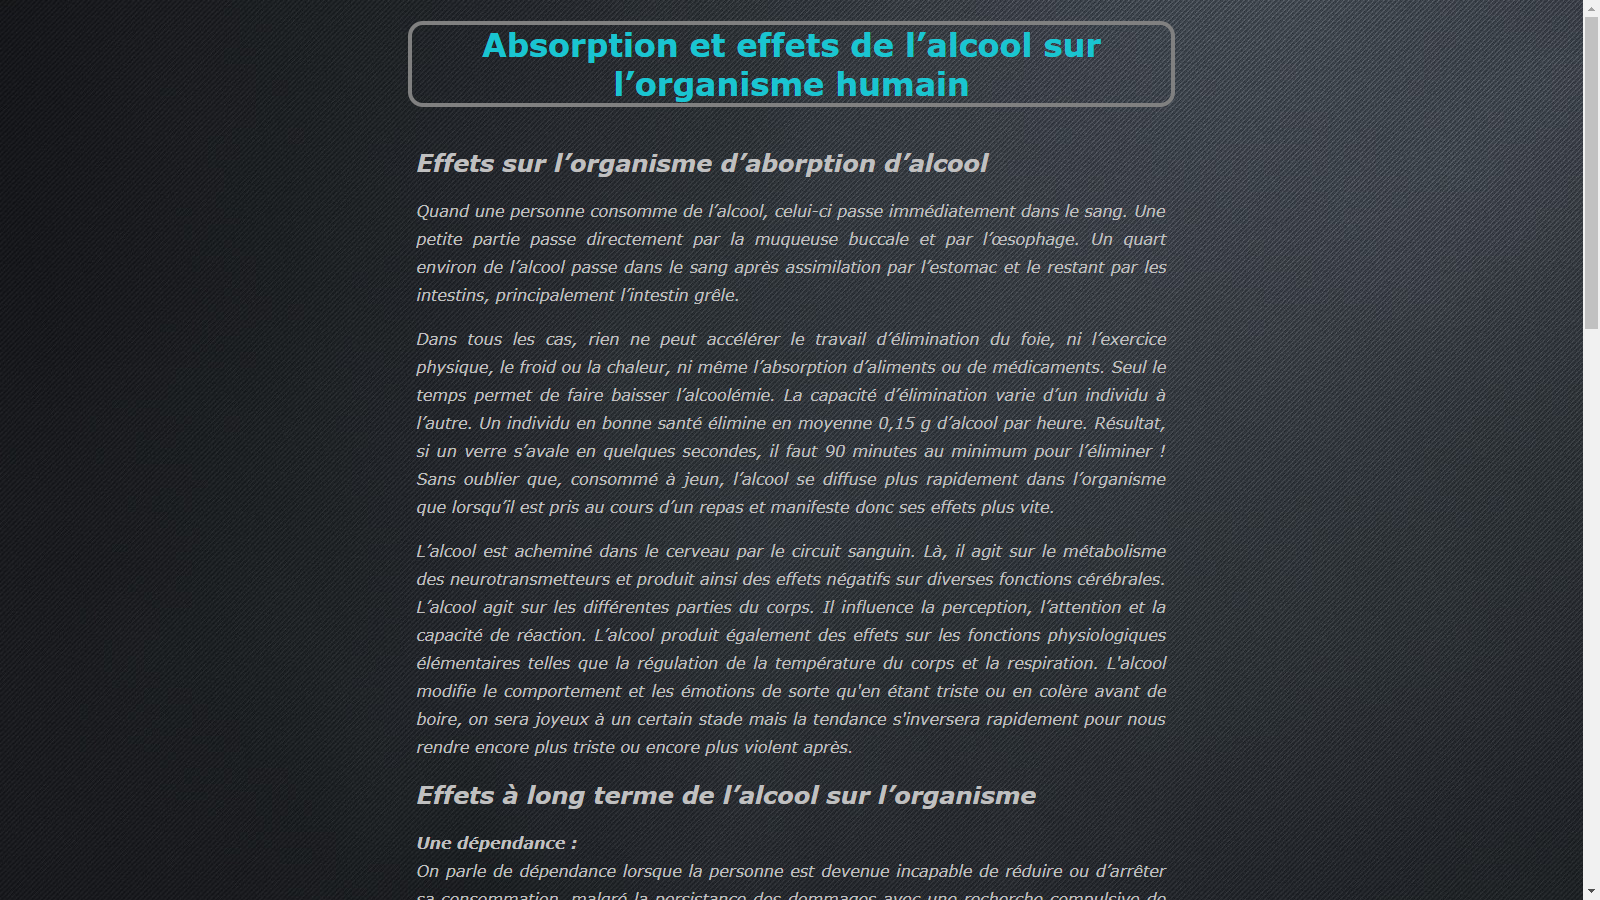 Absorption et effets de l’alcool sur
l’organisme humain
Effets sur l’organisme d’aborption d’alcool
Quand une personne consomme de l’alcool, celui-ci passe immédiatement dans le sang. Une
petite partie passe directement par la muqueuse buccale et par l’œsophage. Un quart
environ de l’alcool passe dans le sang après assimilation par l’estomac et le restant par les
intestins, principalement l’intestin grêle.
Dans tous les cas, rien ne peut accélérer le travail d’élimination du foie, ni l’exercice
physique, le froid ou la chaleur, ni même l’absorption d’aliments ou de médicaments. Seul le
temps permet de faire baisser l’alcoolémie. La capacité d’élimination varie d’un individu à
l’autre. Un individu en bonne santé élimine en moyenne 0,15 g d’alcool par heure. Résultat,
si un verre s’avale en quelques secondes, il faut 90 minutes au minimum pour l’éliminer !
Sans oublier que, consommé à jeun, l’alcool se diffuse plus rapidement dans l’organisme
que lorsqu’il est pris au cours d’un repas et manifeste donc ses effets plus vite.
L’alcool est acheminé dans le cerveau par le circuit sanguin. Là, il agit sur le métabolisme
des neurotransmetteurs et produit ainsi des effets négatifs sur diverses fonctions cérébrales.
L’alcool agit sur les différentes parties du corps. Il influence la perception, l’attention et la
capacité de réaction. L’alcool produit également des effets sur les fonctions physiologiques
élémentaires telles que la régulation de la température du corps et la respiration. L'alcool
modifie le comportement et les émotions de sorte qu'en étant triste ou en colère avant de
boire, on sera joyeux à un certain stade mais la tendance s'inversera rapidement pour nous
rendre encore plus triste ou encore plus violent après.
Effets à long terme de l’alcool sur l’organisme
Une dépendance :
On parle de dépendance lorsque la personne est devenue incapable de réduire ou d’arrêter
sa consommation, malgré la persistance des dommages avec une recherche compulsive de